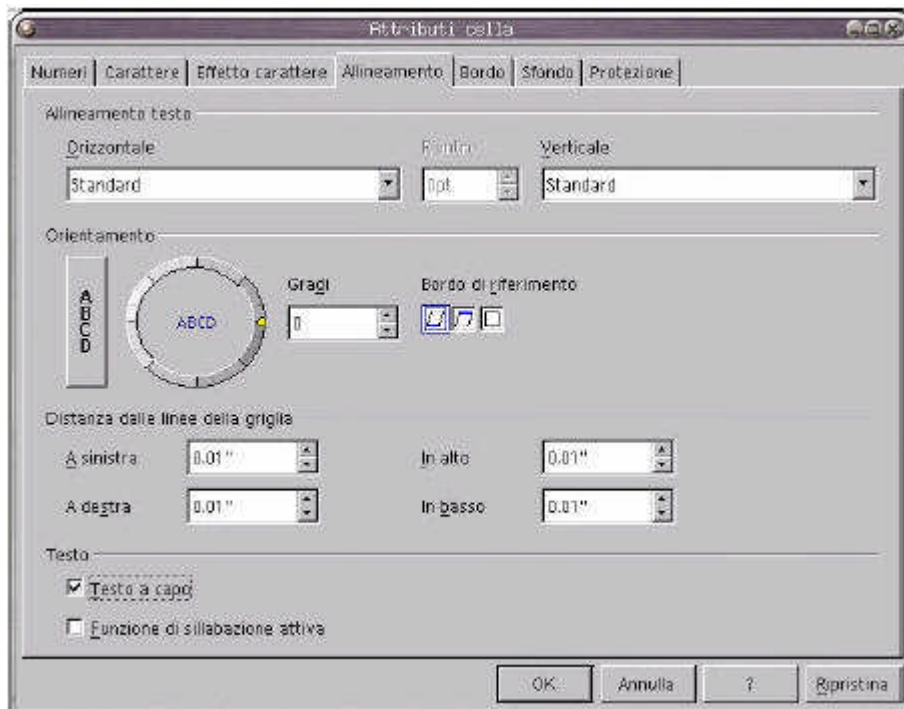 Attributi cella
Numeri Carattere Effetto carattere Allineamento Bordo Sfondo Protezione
Allineamento testo
Orizzontale Rientro Verticale
Standard 0pt Standard
Orientamento
ABCD
ABCD
Gradi Bordo di riferimento
0
Distanza dalle linee della griglia
A sinistra 0.01" In alto 0.01"
A destra 0.01" In basso 0.01"
Testo
Testo a capo
Funzione di sillabazione attiva
OK Annulla ? Ripristina